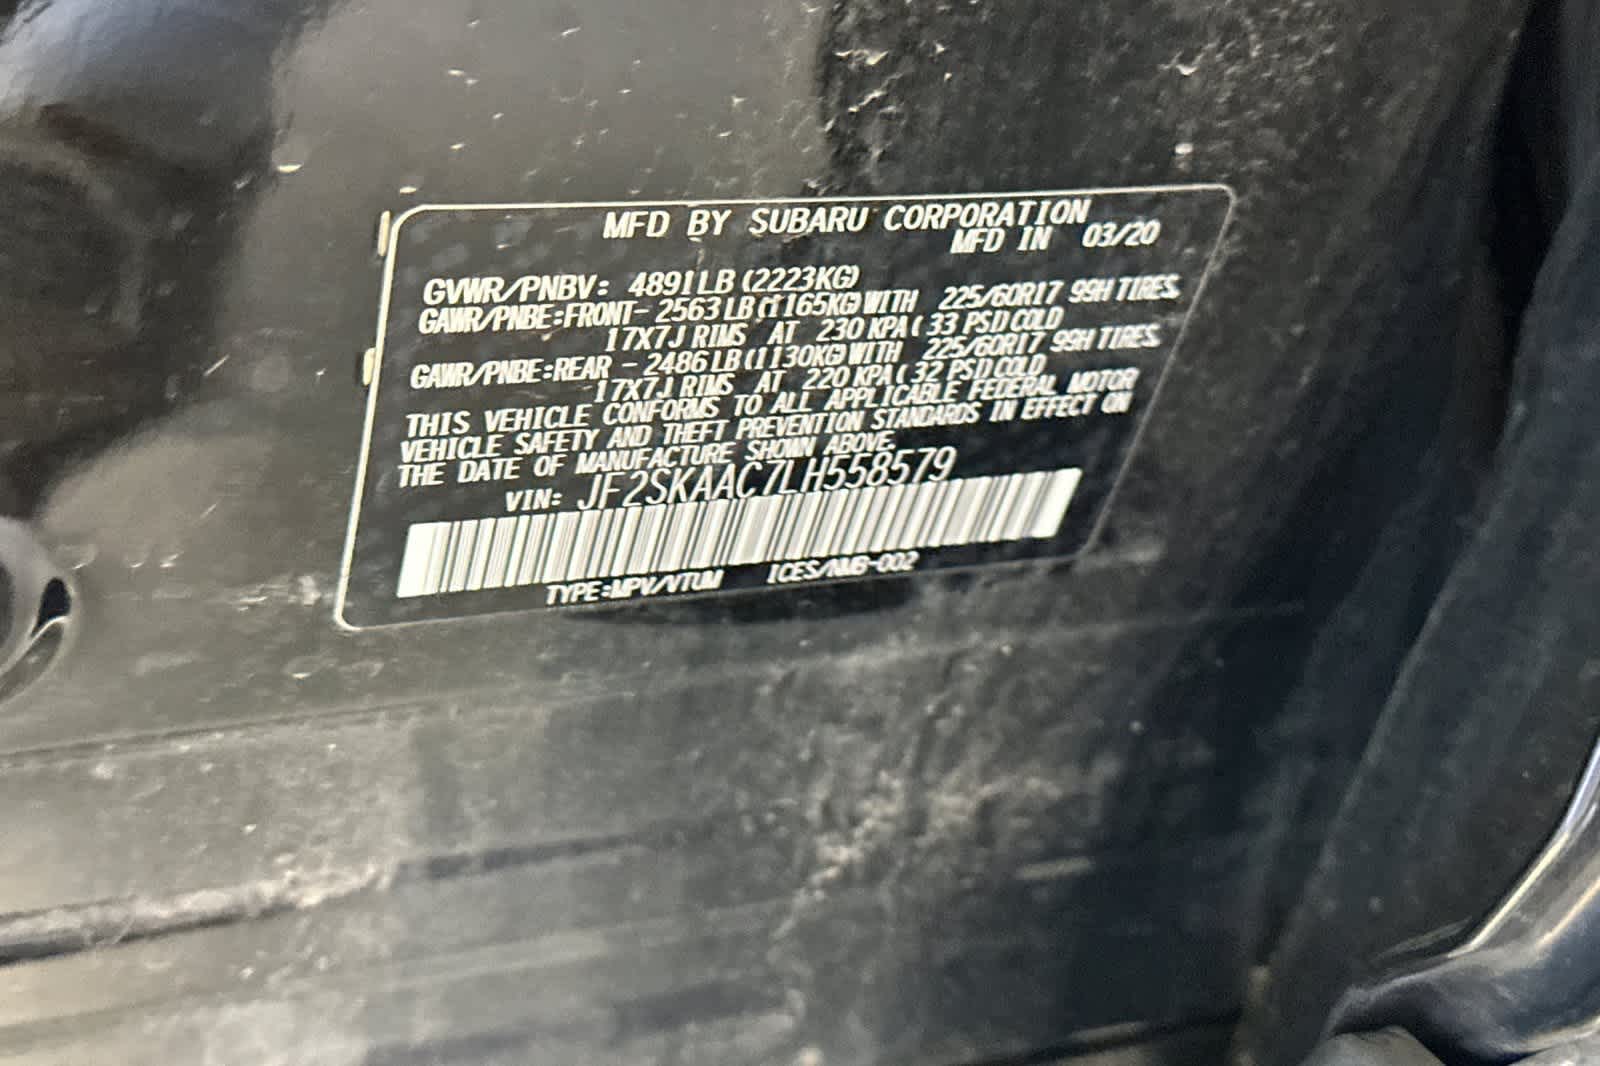 MFD BY SUBARU CORPORATION
MFD IN 03/20
GVWR/PNBV: 4891LB(2223KG)
GAWR/PNBE:FRONT- 2563LB(1165KG)WITH 225/60R17 99H TIRES,
17X7J RIMS AT 230 KPA( 33 PSI)COLD
GAWR/PNBE:REAR - 2486LB(1130KG)WITH 225/60R17 99H TIRES,
17X7J RIMS AT 220 KPA( 32 PSI)COLD
THIS VEHICLE CONFORMS TO ALL APPLICABLE FEDERAL MOTOR
VEHICLE SAFETY AND THEFT PREVENTION STANDARDS IN EFFECT ON
THE DATE OF MANUFACTURE SHOWN ABOVE.
VIN: JF2SKAAC7LH558579
TYPE:MPV/VTUM ICES/NMB-002